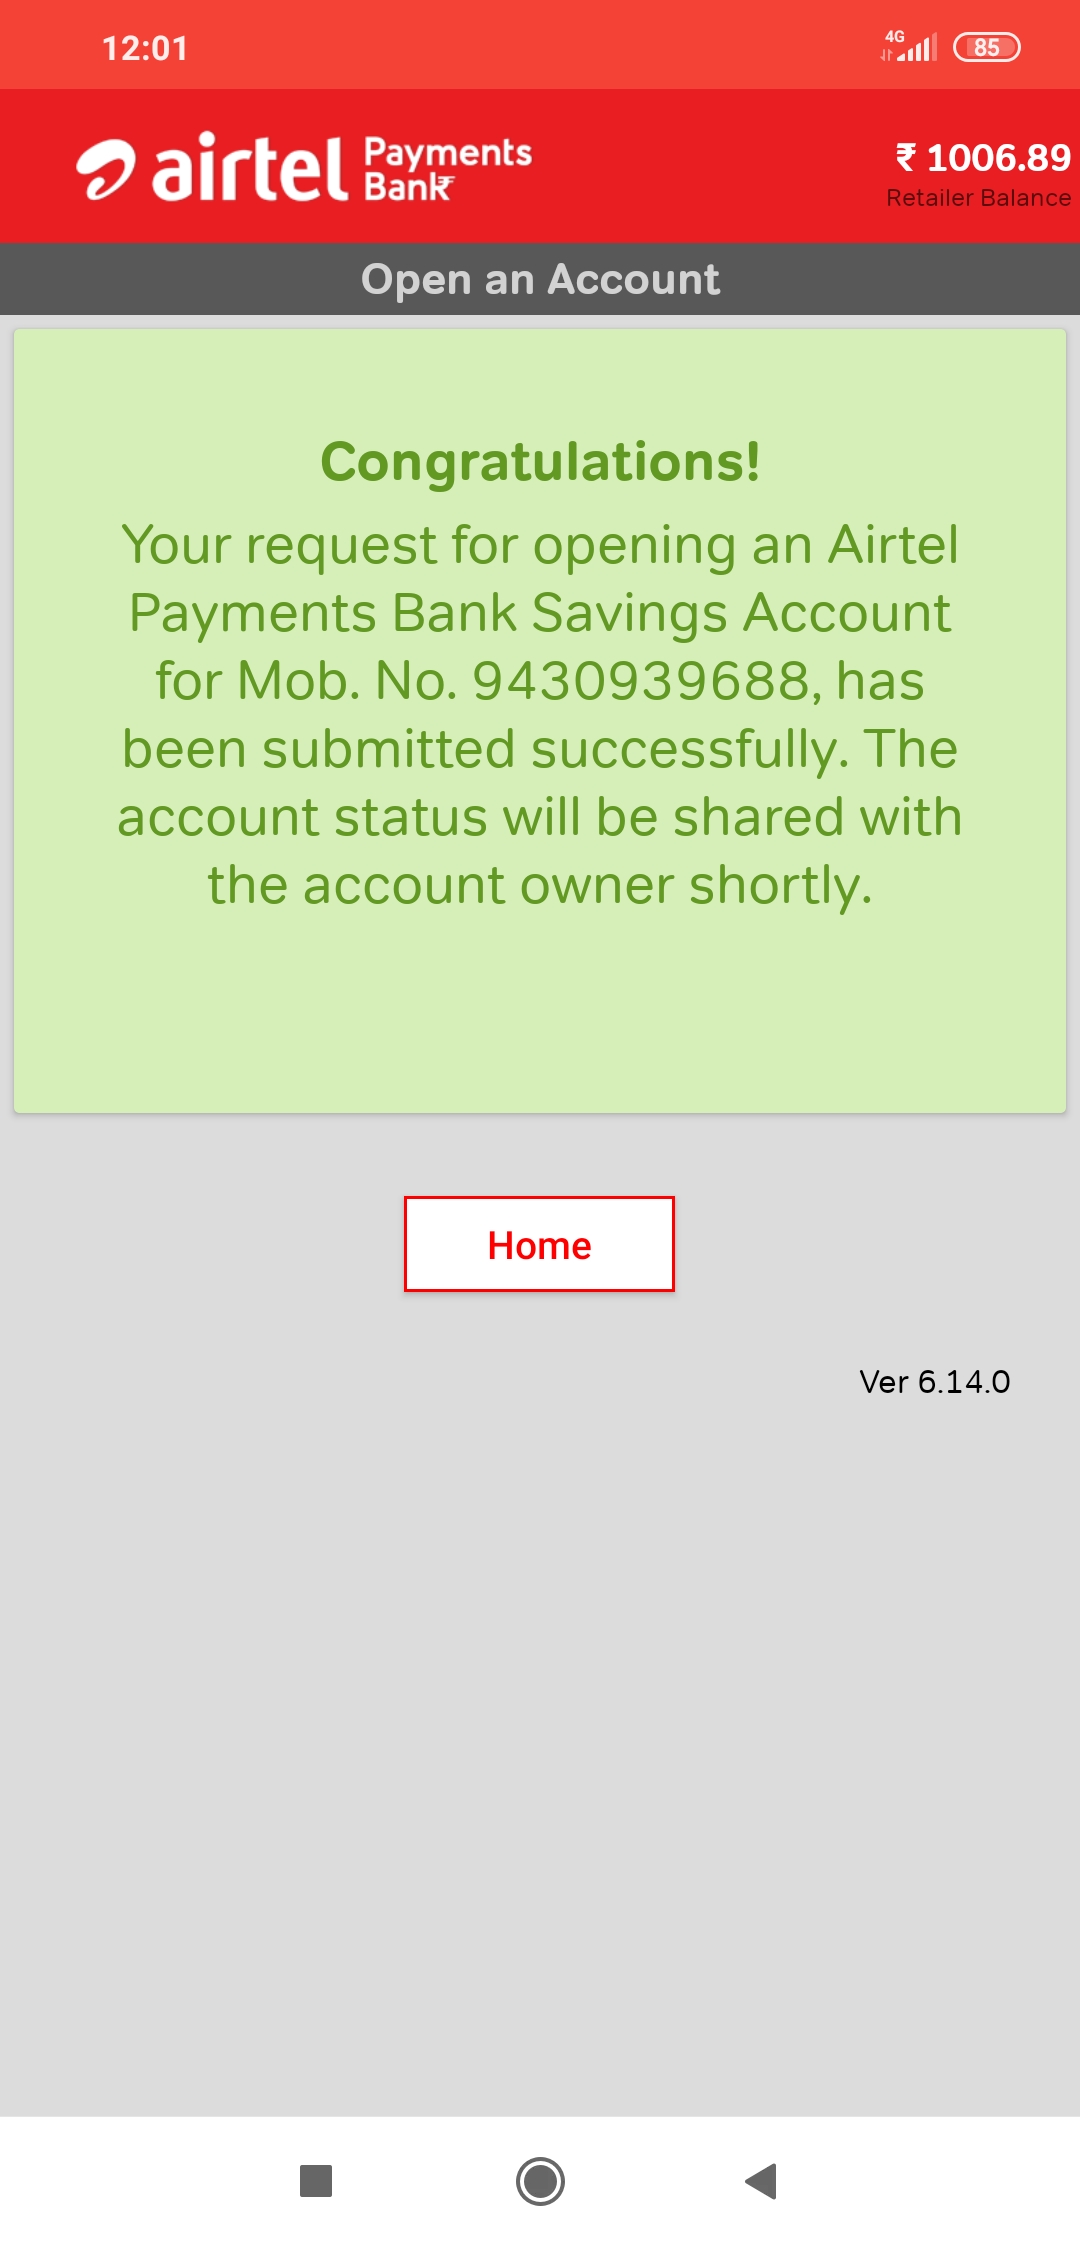 12:01
4G
85
airtel Payments Bank
₹ 1006.89
Retailer Balance
Open an Account
Congratulations!
Your request for opening an Airtel
Payments Bank Savings Account
for Mob. No. 9430939688, has
been submitted successfully. The
account status will be shared with
the account owner shortly.
Home
Ver 6.14.0